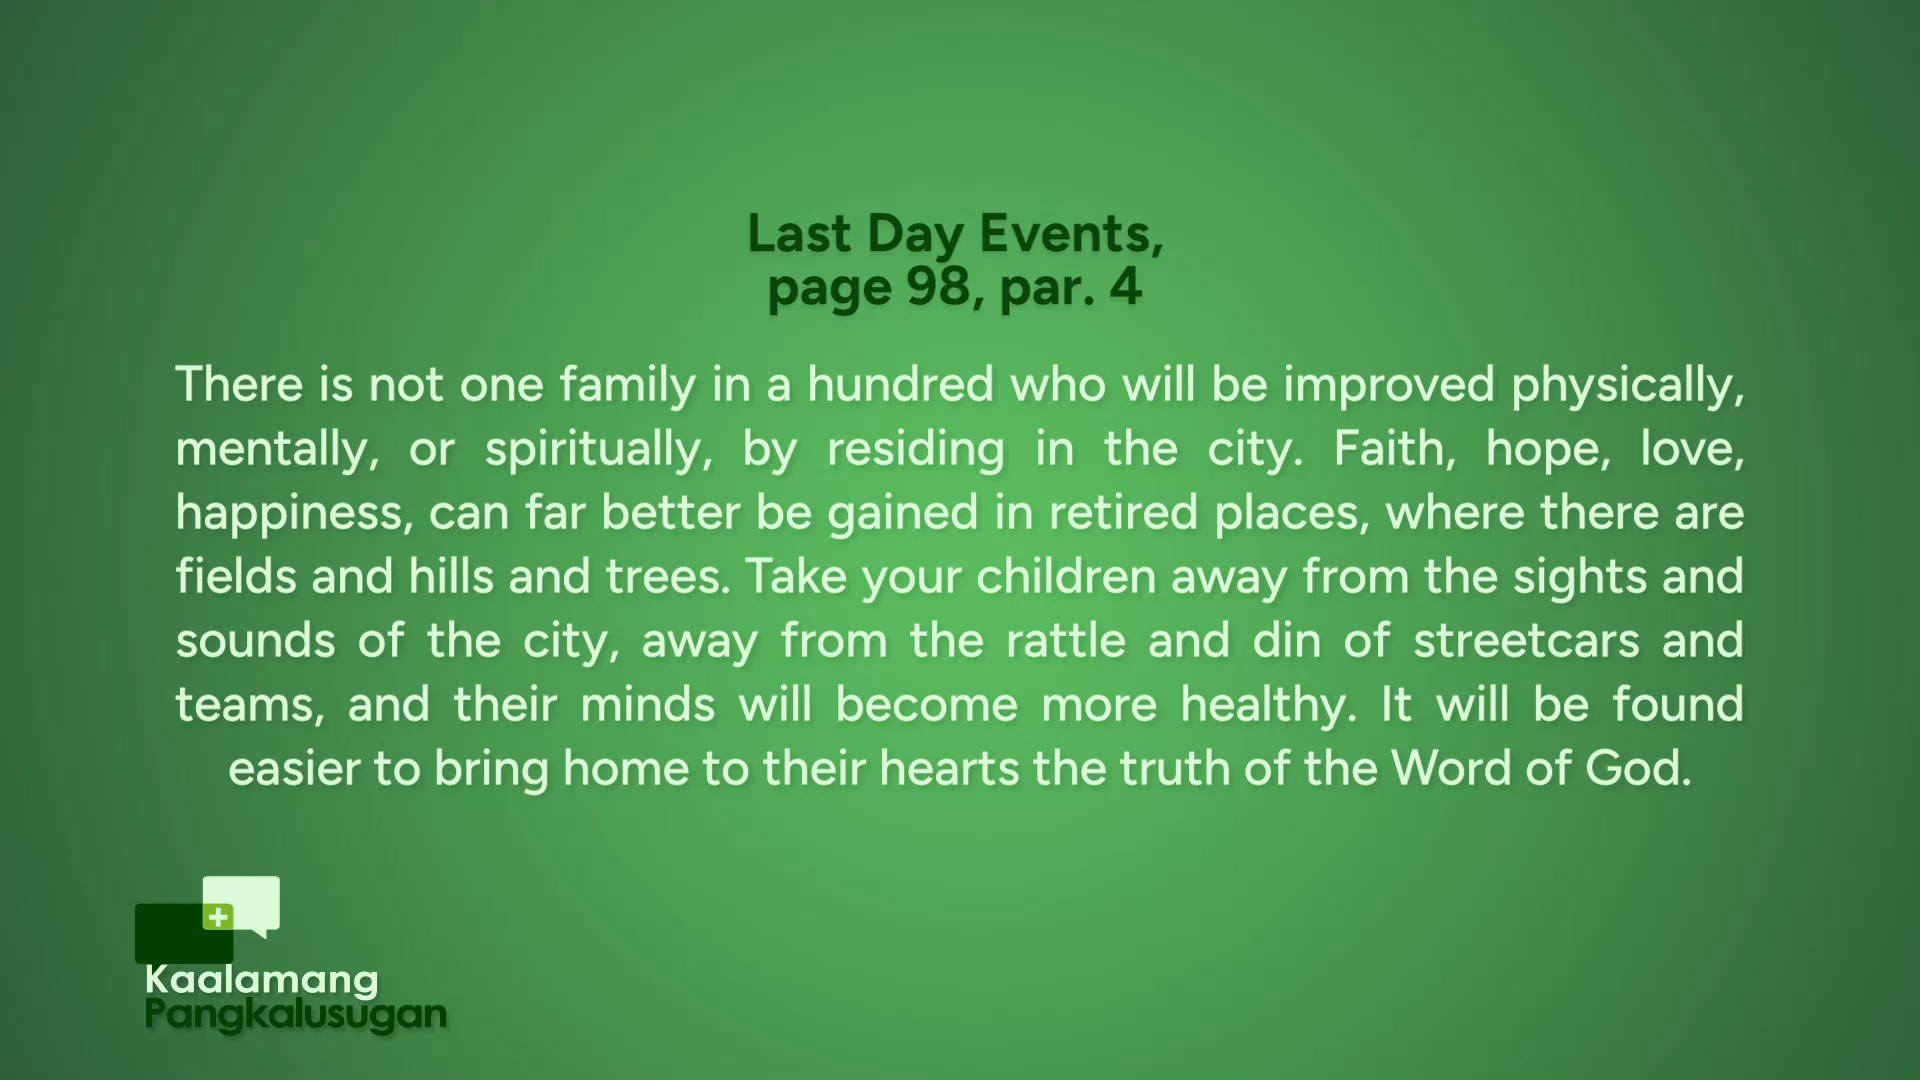 Last Day Events,
page 98, par. 4
There is not one family in a hundred who will be improved physically,
mentally, or spiritually, by residing in the city. Faith, hope, love,
happiness, can far better be gained in retired places, where there are
fields and hills and trees. Take your children away from the sights and
sounds of the city, away from the rattle and din of streetcars and
teams, and their minds will become more healthy. It will be found
easier to bring home to their hearts the truth of the Word of God.
Kaalamang
Pangkalusugan